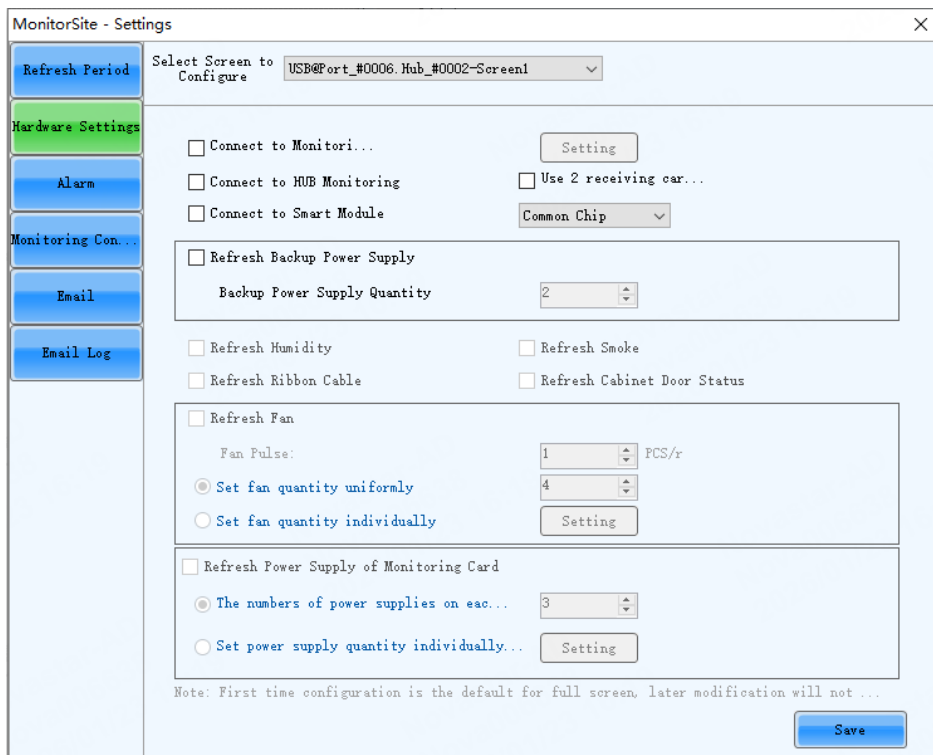 MonitorSite - Settings
Refresh Period
Hardware Settings
Alarm
Monitoring Con...
Email
Email Log
Select Screen to
Configure
USB@Port_#0006.Hub_#0002-Screen1
Connect to Monitori...
Setting
Connect to HUB Monitoring
Use 2 receiving car...
Connect to Smart Module
Common Chip
Refresh Backup Power Supply
Backup Power Supply Quantity
2
Refresh Humidity
Refresh Smoke
Refresh Ribbon Cable
Refresh Cabinet Door Status
Refresh Fan
Fan Pulse:
1
PCS/r
Set fan quantity uniformly
4
Set fan quantity individually
Setting
Refresh Power Supply of Monitoring Card
The numbers of power supplies on eac...
3
Set power supply quantity individually...
Setting
Note: First time configuration is the default for full screen, later modification will not ...
Save